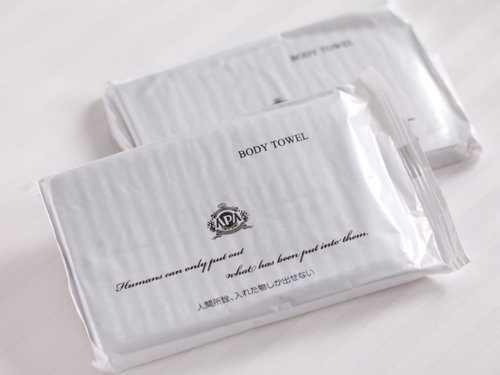 BODY TOWEL
BODY TOWEL
APA
Humans can only put out
what has been put into them.
人間所詮、入れた物しか出せない